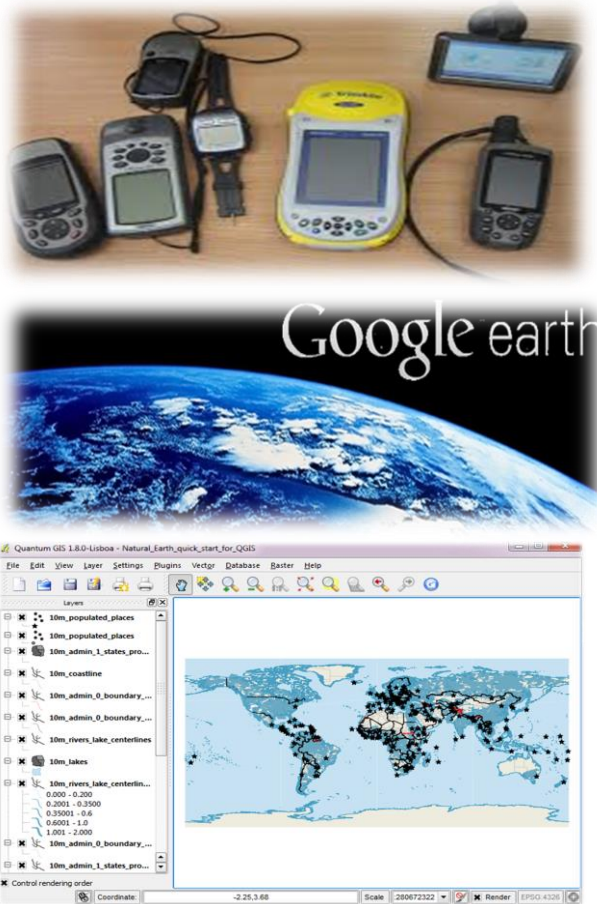 Trimble
Google earth
Quantum GIS 1.8.0-Lisboa - Natural_Earth_quick_start_for_QGIS
File Edit View Layer Settings Plugins Vector Database Raster Help
Layers
10m_populated_places
10m_populated_places
10m_admin_1_states_pro...
10m_coastline
10m_admin_0_boundary_...
10m_admin_0_boundary_...
10m_rivers_lake_centerlines
10m_lakes
10m_rivers_lake_centerlin...
0.000 - 0.200
0.2001 - 0.3500
0.35001 - 0.6
0.6001 - 1.0
1.001 - 2.000
10m_admin_0_boundary_...
10m_admin_1_states_pro...
Control rendering order
Coordinate: -2.25,3.68 Scale 280672322 Render EPSG:4326